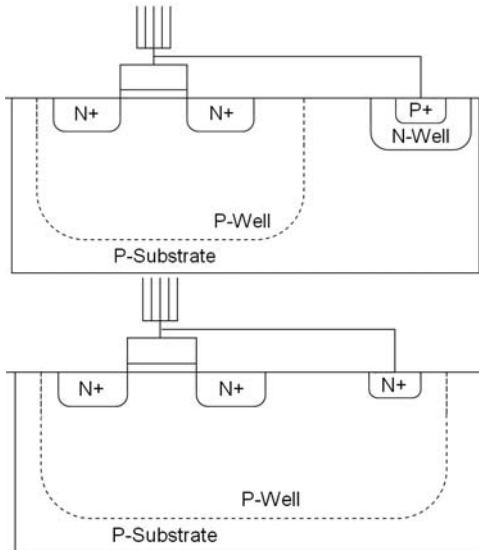 N+ N+ P+
N-Well
P-Well
P-Substrate
N+ N+ N+
P-Well
P-Substrate